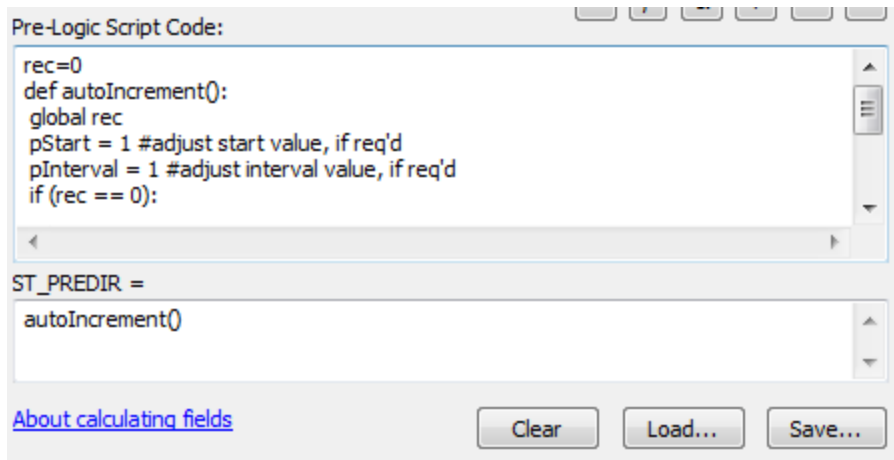 Pre-Logic Script Code:
rec=0
def autoIncrement():
global rec
pStart = 1 #adjust start value, if req'd
pInterval = 1 #adjust interval value, if req'd
if (rec == 0):
ST_PREDIR =
autoIncrement()
About calculating fields
Clear
Load...
Save...